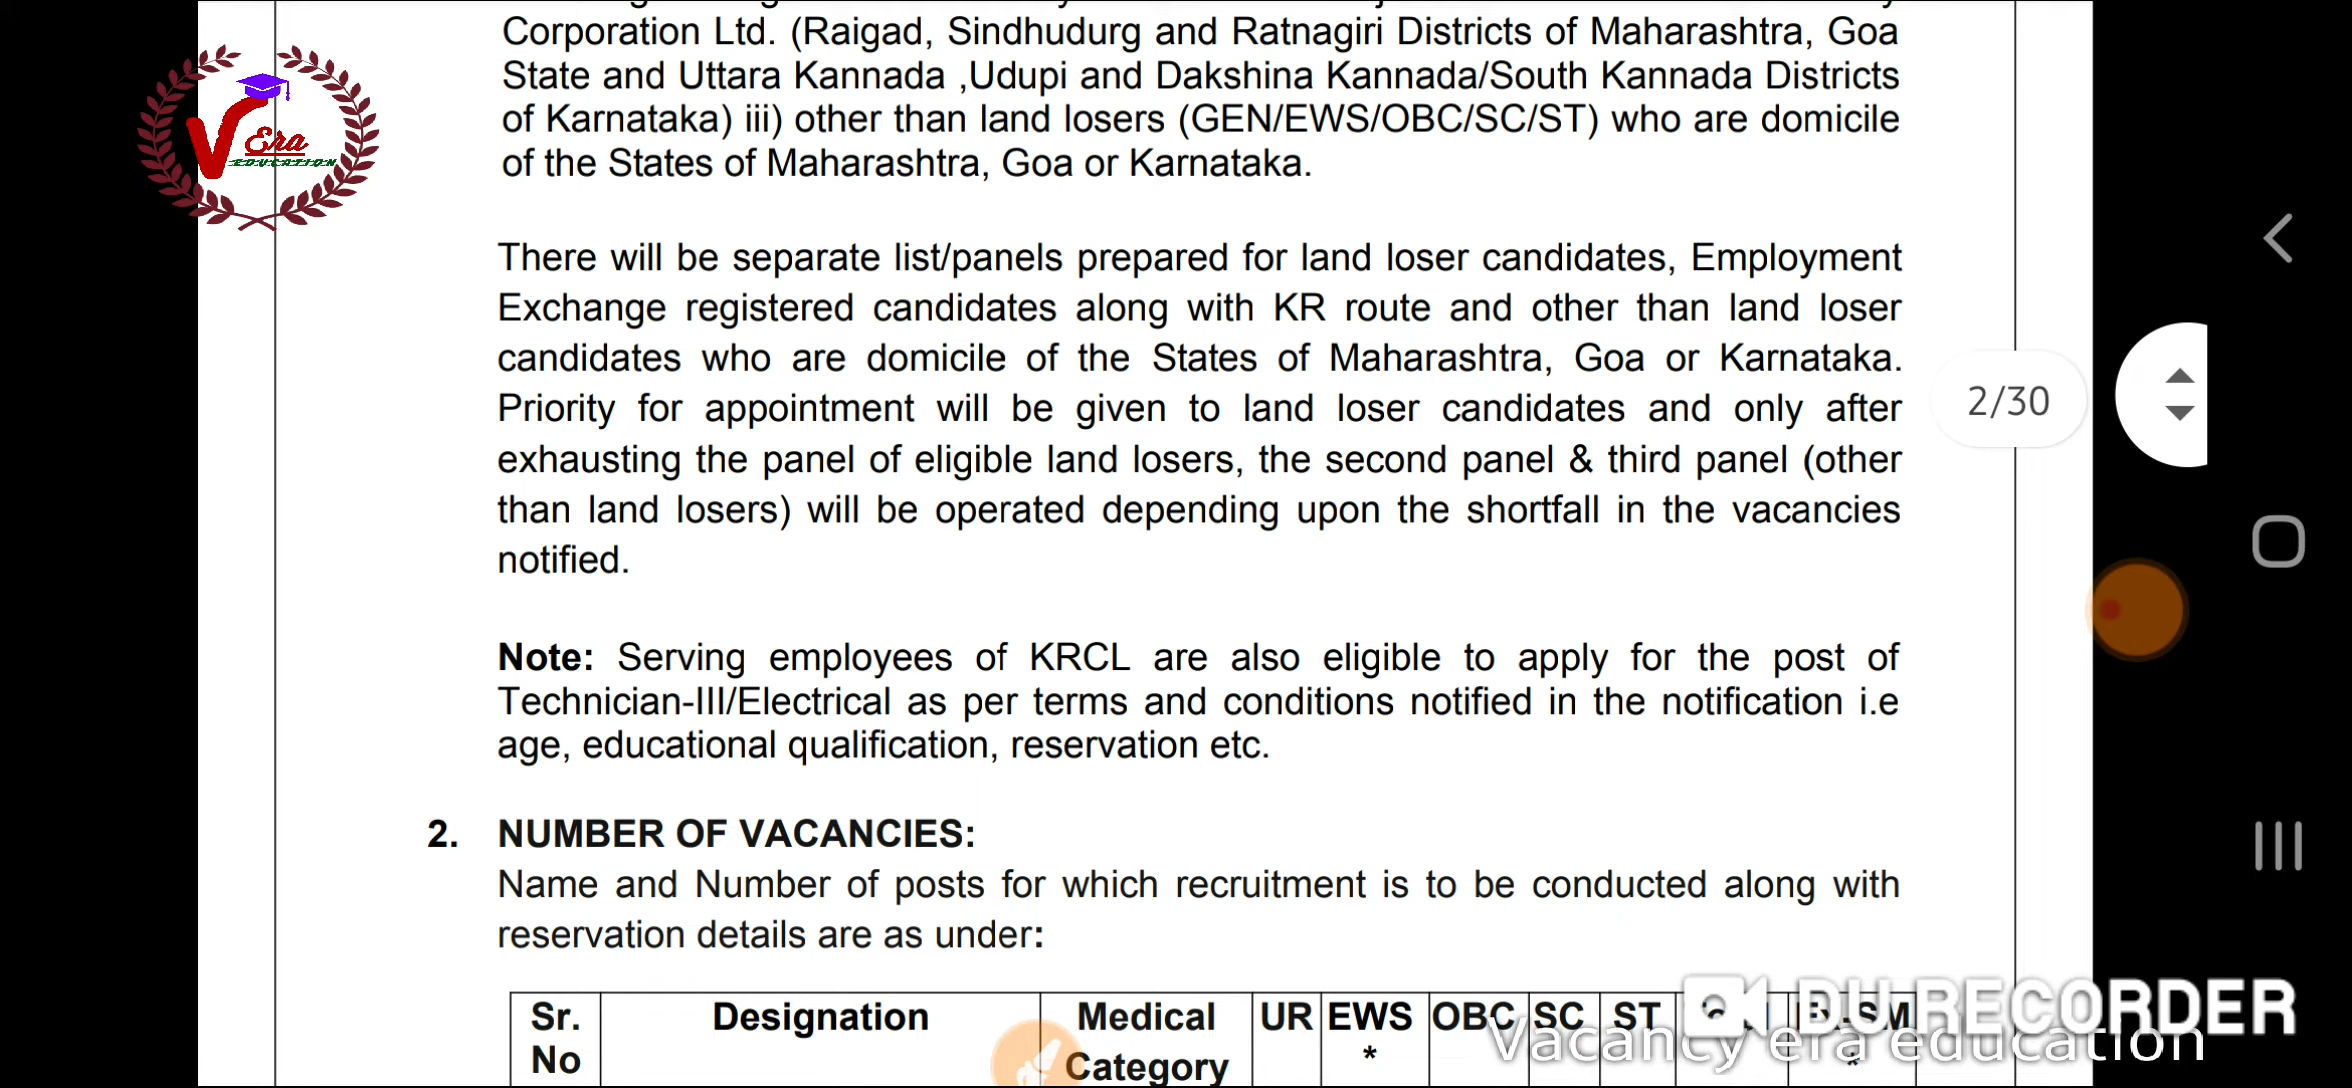 Corporation Ltd. (Raigad, Sindhudurg and Ratnagiri Districts of Maharashtra, Goa
State and Uttara Kannada ,Udupi and Dakshina Kannada/South Kannada Districts
of Karnataka) iii) other than land losers (GEN/EWS/OBC/SC/ST) who are domicile
of the States of Maharashtra, Goa or Karnataka.
Era
EDUCATION
There will be separate list/panels prepared for land loser candidates, Employment
Exchange registered candidates along with KR route and other than land loser
candidates who are domicile of the States of Maharashtra, Goa or Karnataka.
Priority for appointment will be given to land loser candidates and only after
exhausting the panel of eligible land losers, the second panel & third panel (other
than land losers) will be operated depending upon the shortfall in the vacancies
notified.
2/30
Note: Serving employees of KRCL are also eligible to apply for the post of
Technician-III/Electrical as per terms and conditions notified in the notification i.e
age, educational qualification, reservation etc.
2. NUMBER OF VACANCIES:
Name and Number of posts for which recruitment is to be conducted along with
reservation details are as under:
Sr. No Designation Medical Category UR EWS * OBC SC ST
DU RECORDER
Vacancy era education